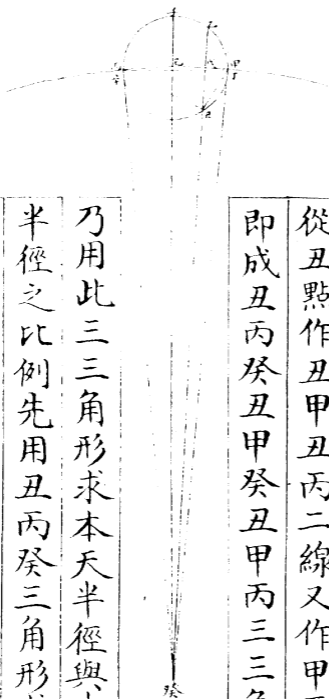 從丑點作丑甲丑丙二線又作甲
即成丑丙癸丑甲癸丑甲丙三三
乃用此三三角形求本天半徑與
半徑之比例先用丑丙癸三角形
癸